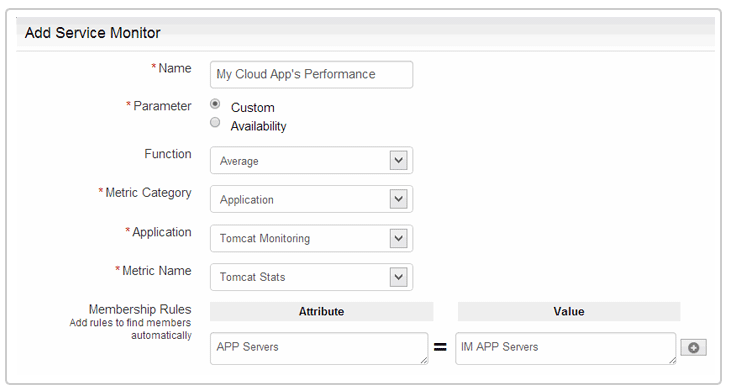 Add Service Monitor
* Name
My Cloud App's Performance
* Parameter
Custom
Availability
Function
Average
* Metric Category
Application
* Application
Tomcat Monitoring
* Metric Name
Tomcat Stats
Membership Rules
Add rules to find members
automatically
Attribute
Value
APP Servers
=
IM APP Servers